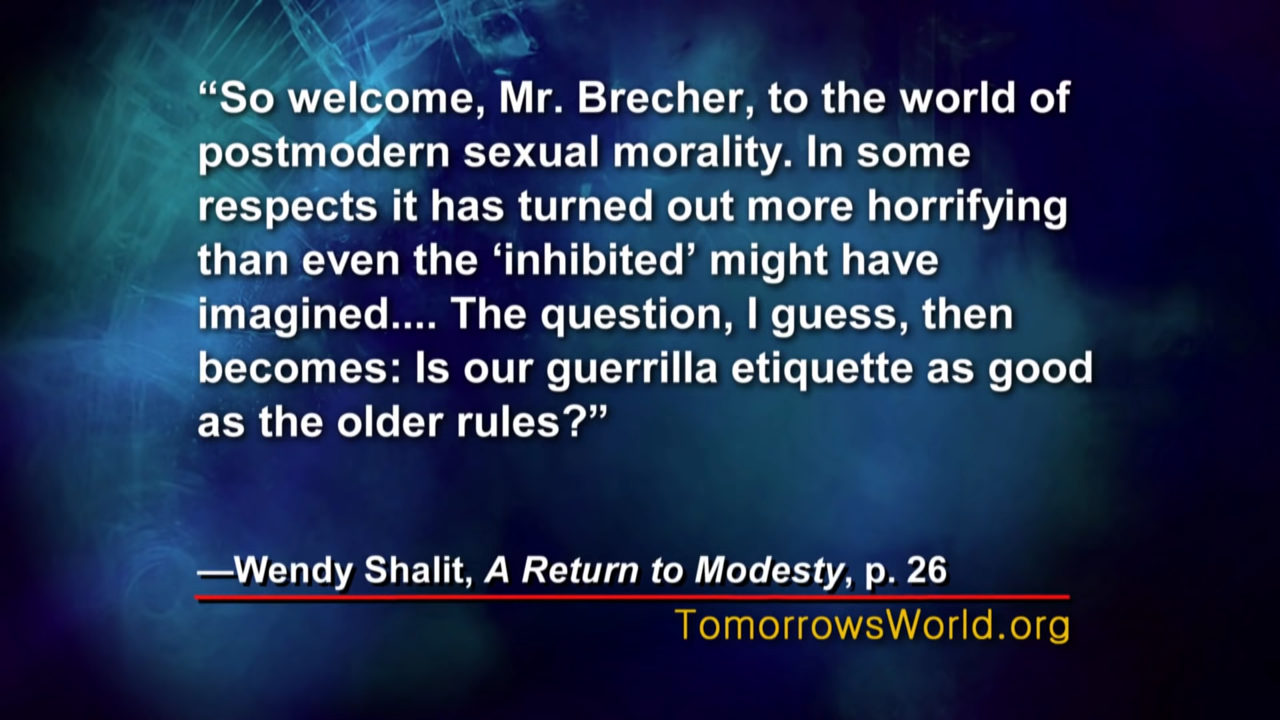 “So welcome, Mr. Brecher, to the world of
postmodern sexual morality. In some
respects it has turned out more horrifying
than even the ‘inhibited’ might have
imagined.... The question, I guess, then
becomes: Is our guerrilla etiquette as good
as the older rules?”
—Wendy Shalit, A Return to Modesty, p. 26
TomorrowsWorld.org